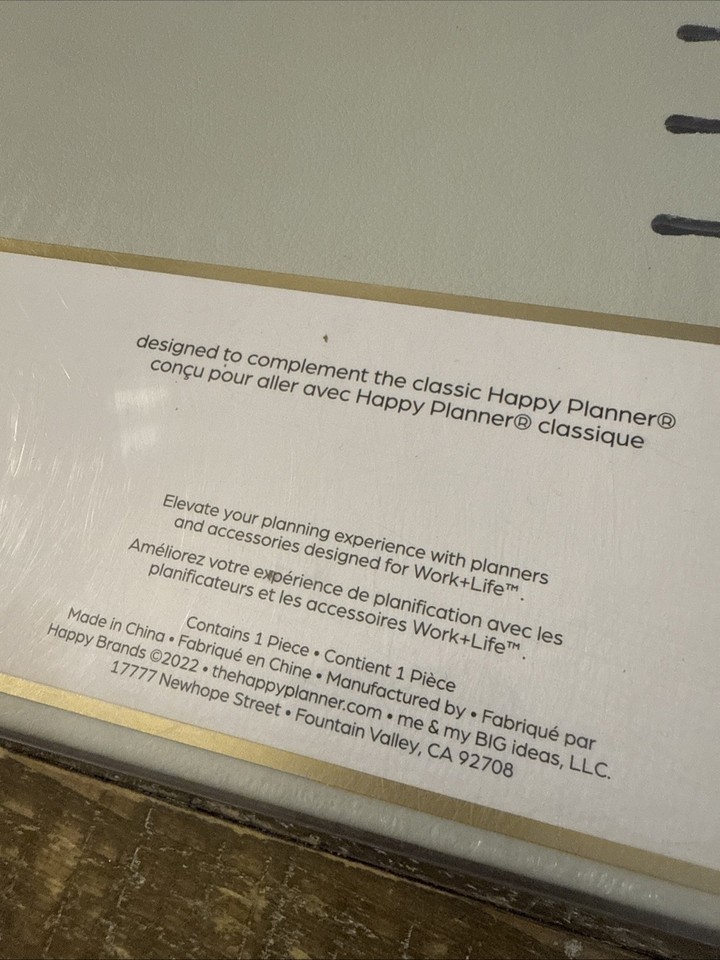 designed to complement the classic Happy Planner®
conçu pour aller avec Happy Planner® classique
Elevate your planning experience with planners
and accessories designed for Work+Life™.
Améliorez votre expérience de planification avec les
planificateurs et les accessoires Work+Life™.
Contains 1 Piece • Contient 1 Pièce
Made in China • Fabriqué en Chine • Manufactured by • Fabriqué par
Happy Brands ©2022 • thehappyplanner.com • me & my BIG ideas, LLC.
17777 Newhope Street • Fountain Valley, CA 92708